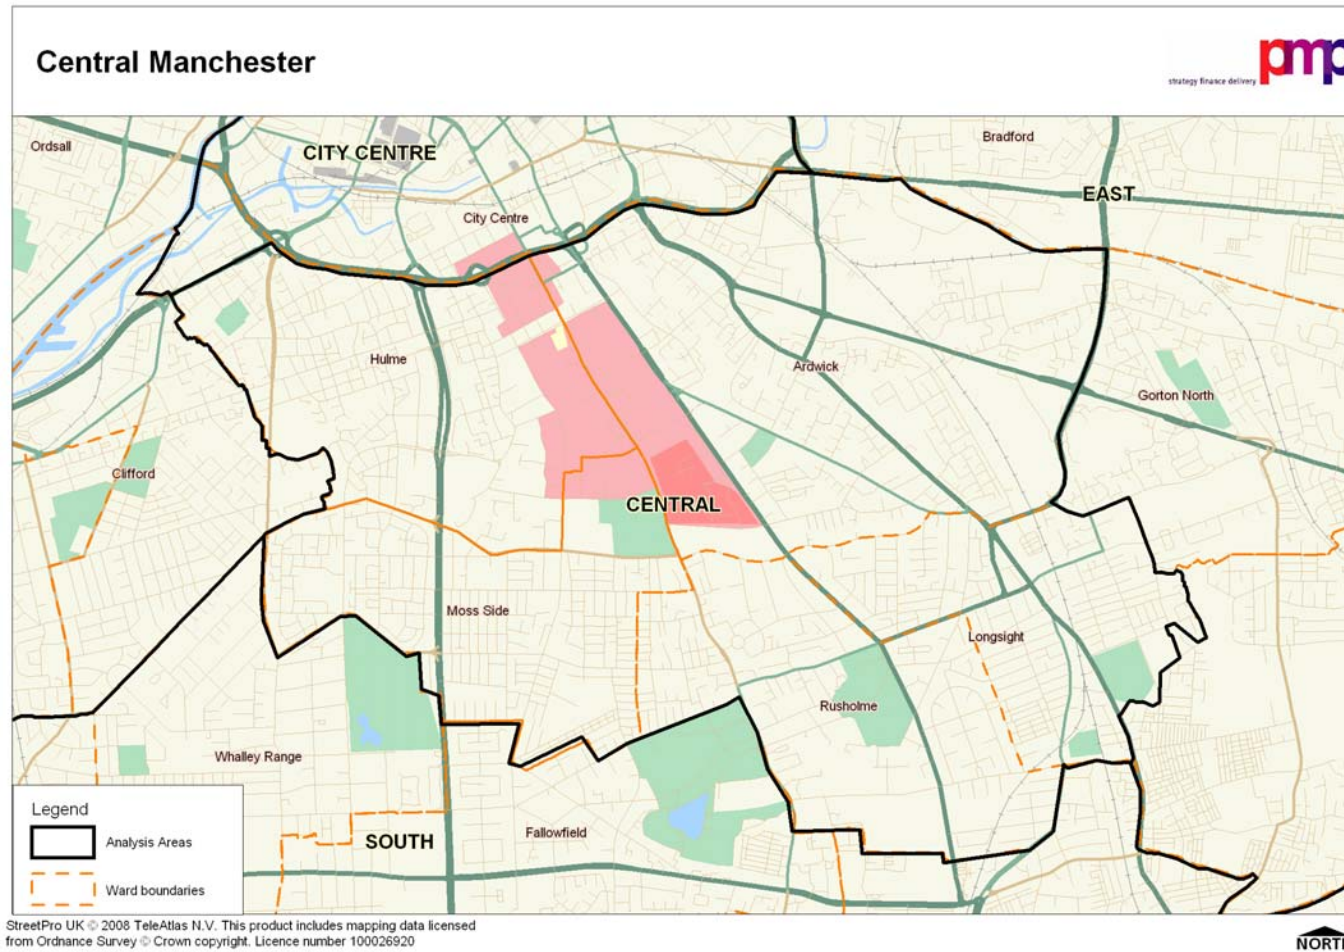 Central Manchester
strategy finance delivery pmp
Ordsall
CITY CENTRE
Bradford
EAST
City Centre
Hulme
Ardwick
Gorton North
Clifford
CENTRAL
Moss Side
Longsight
Rusholme
Whalley Range
Legend
Analysis Areas
SOUTH
Fallowfield
Ward boundaries
StreetPro UK © 2008 TeleAtlas N.V. This product includes mapping data licensed
from Ordnance Survey © Crown copyright. Licence number 100026920
NORTH